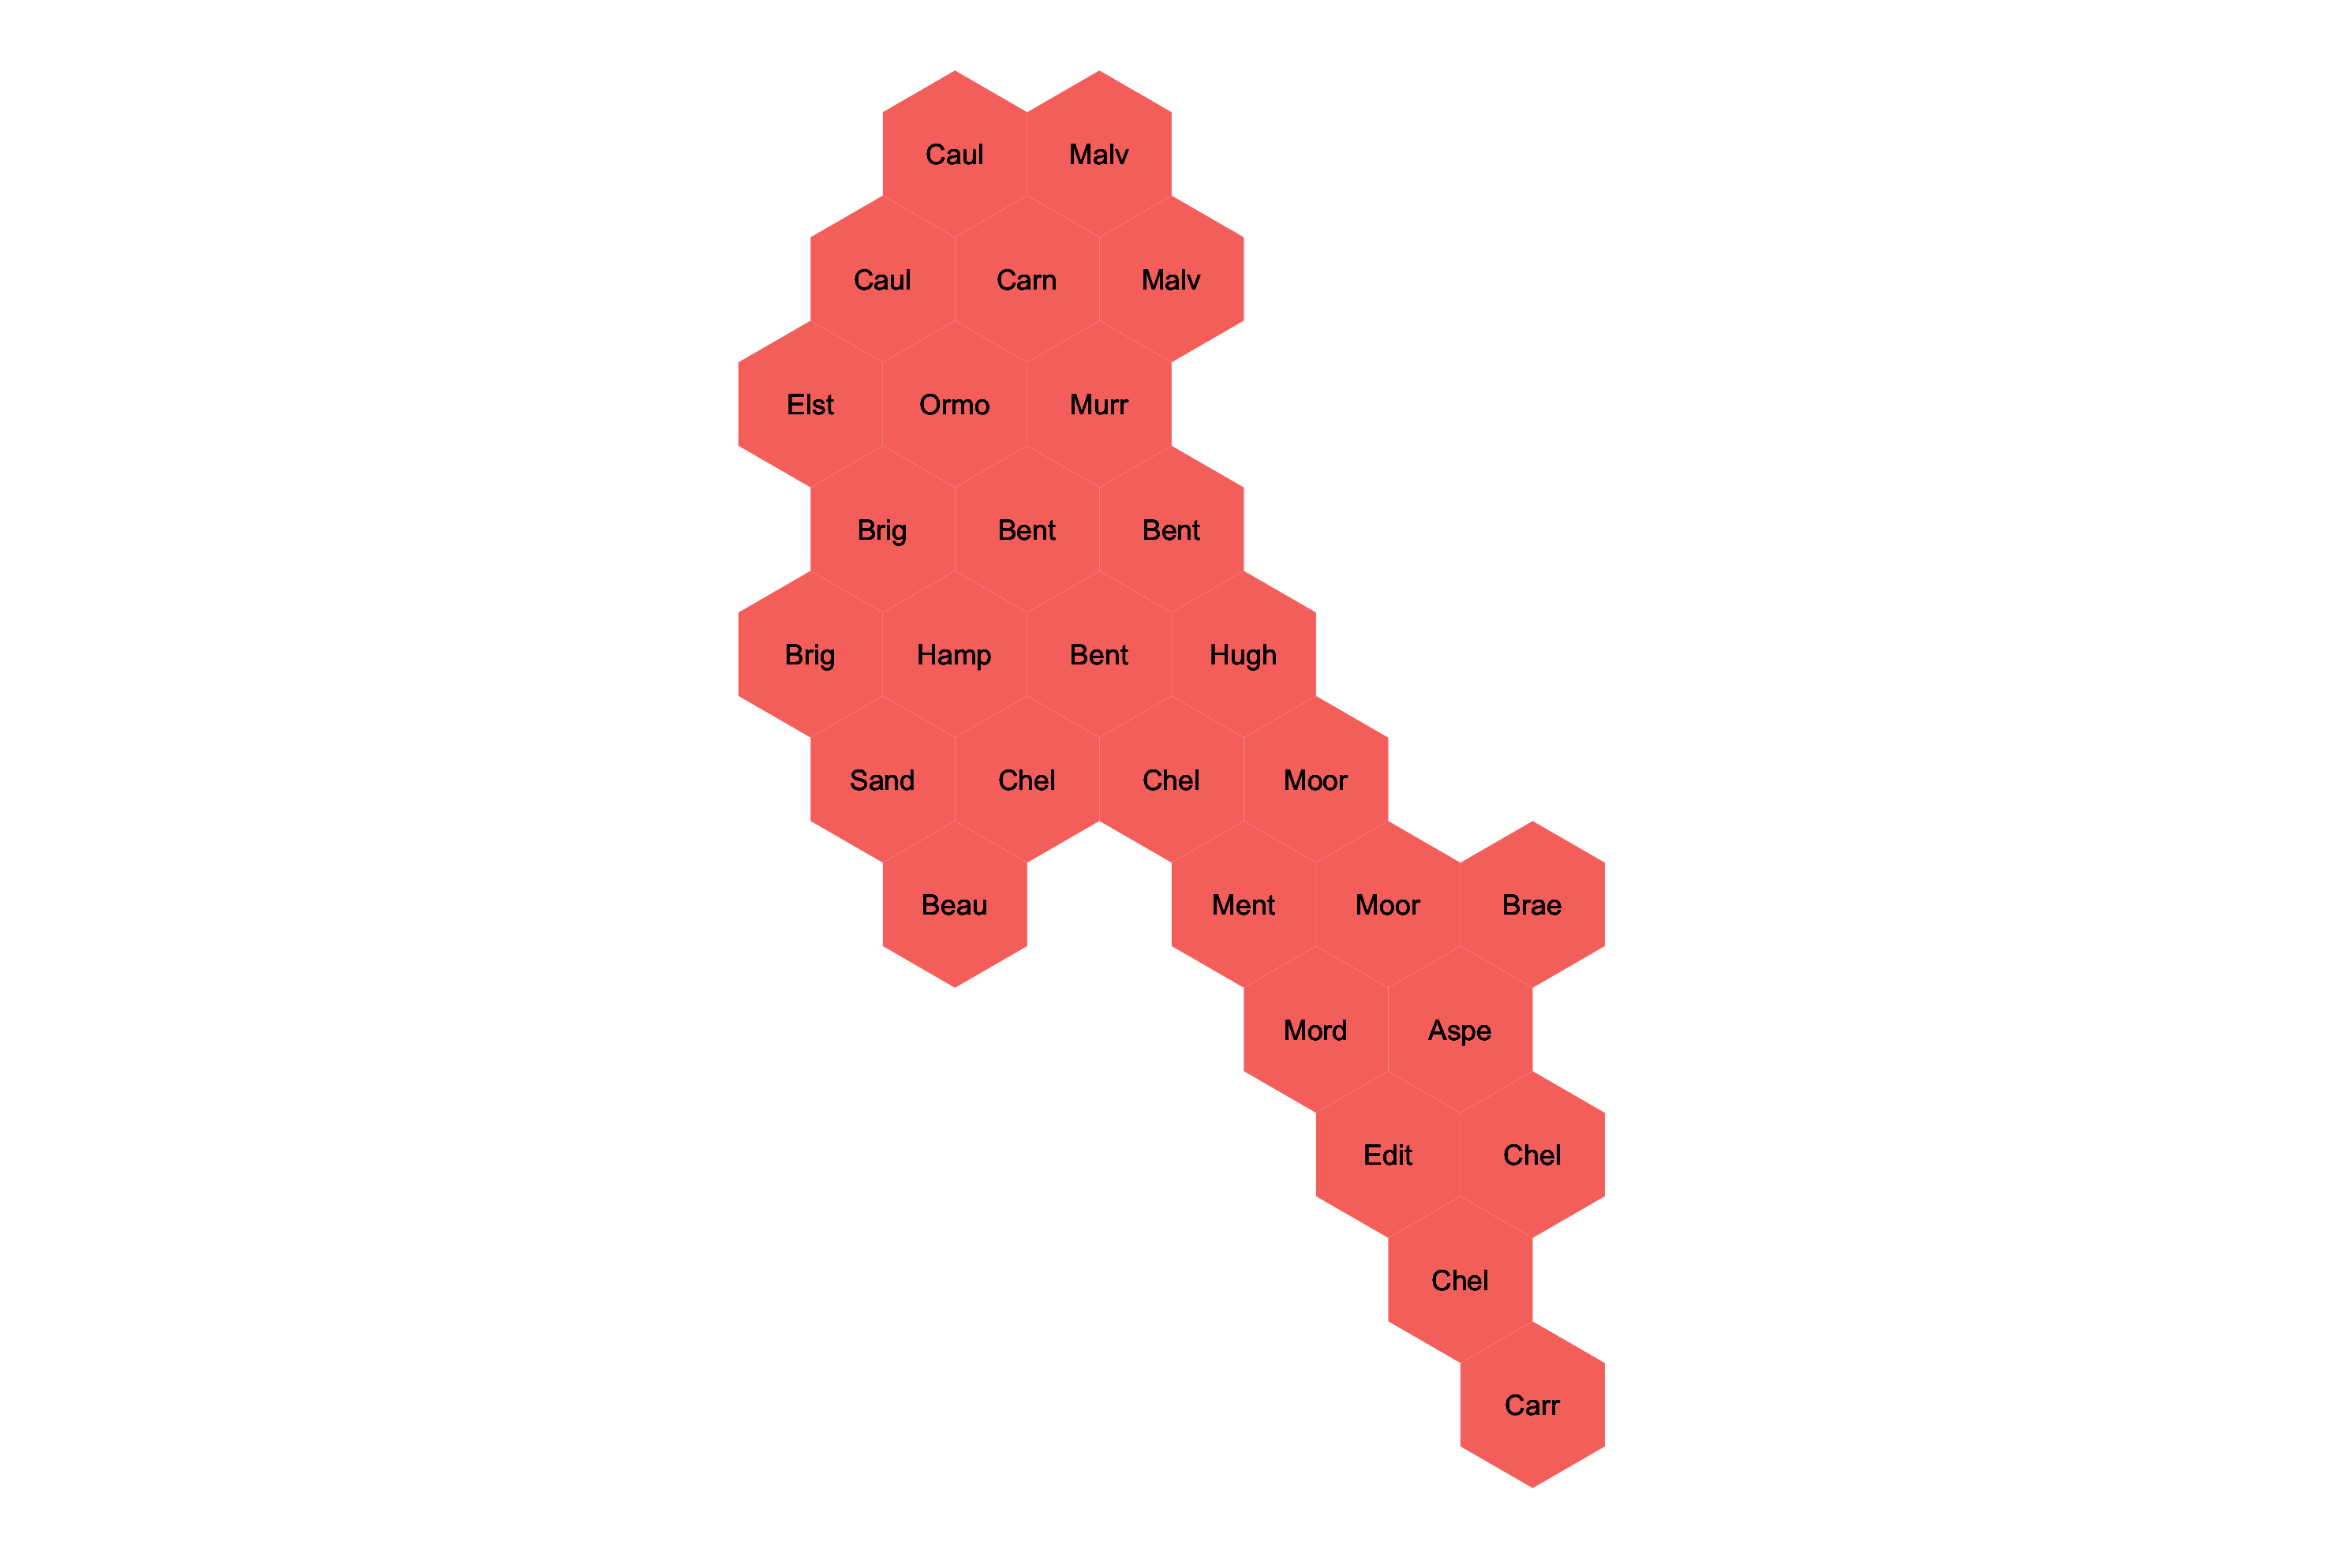 Caul Malv
Caul Carn Malv
Elst Ormo Murr
Brig Bent Bent
Brig Hamp Bent Hugh
Sand Chel Chel Moor
Beau Ment Moor Brae
Mord Aspe
Edit Chel
Chel
Carr